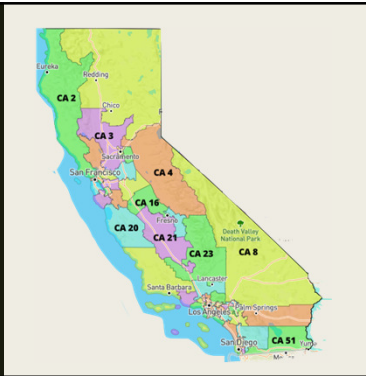 Eureka
Redding
CA 2
Chico
CA 3
Sacramento
San Francisco
CA 4
CA 16
Fresno
Death Valley
National Park
CA 20
CA 21
CA 23
CA 8
Lancaster
Santa Barbara
Los Angeles
Palm Springs
San Diego
CA 51
Yuma